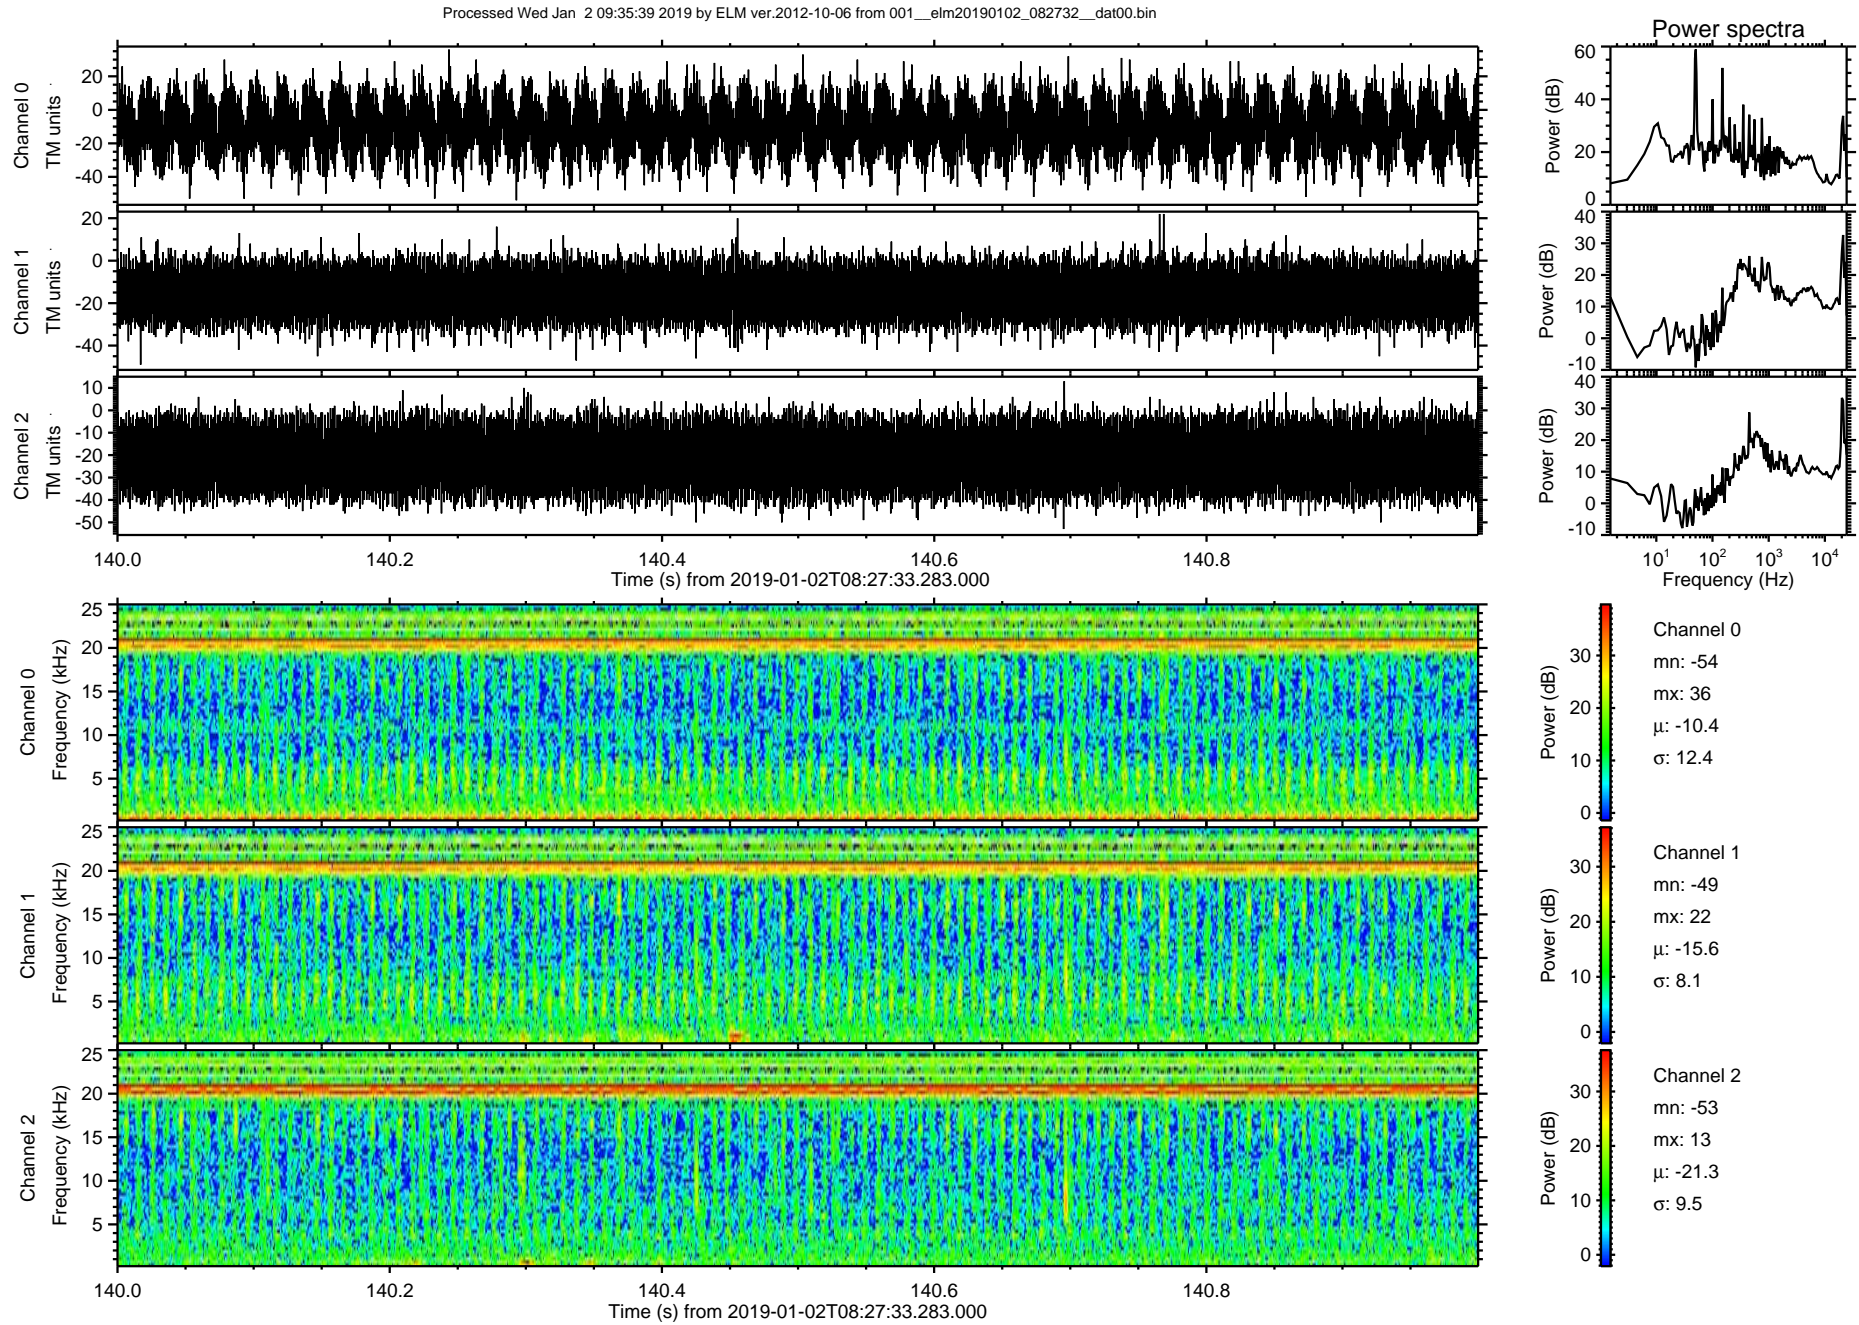 Processed Wed Jan  2 09:35:39 2019 by ELM ver.2012-10-06 from 001__elm20190102_082732__dat00.bin
Power spectra
Channel 0
TM units
20
0
-20
-40
Power (dB)
60
40
20
0
Channel 1
TM units
20
0
-20
-40
Power (dB)
40
30
20
10
0
-10
Channel 2
TM units
10
0
-10
-20
-30
-40
-50
Power (dB)
40
30
20
10
0
-10
140.0 140.2 140.4 140.6 140.8
Time (s) from 2019-01-02T08:27:33.283.000
10¹ 10² 10³ 10⁴
Frequency (Hz)
Channel 0
Frequency (kHz)
25
20
15
10
5
Power (dB)
30
20
10
0
Channel 0
mn: -54
mx: 36
μ: -10.4
σ: 12.4
Channel 1
Frequency (kHz)
25
20
15
10
5
Power (dB)
30
20
10
0
Channel 1
mn: -49
mx: 22
μ: -15.6
σ: 8.1
Channel 2
Frequency (kHz)
25
20
15
10
5
Power (dB)
30
20
10
0
Channel 2
mn: -53
mx: 13
μ: -21.3
σ: 9.5
140.0 140.2 140.4 140.6 140.8
Time (s) from 2019-01-02T08:27:33.283.000